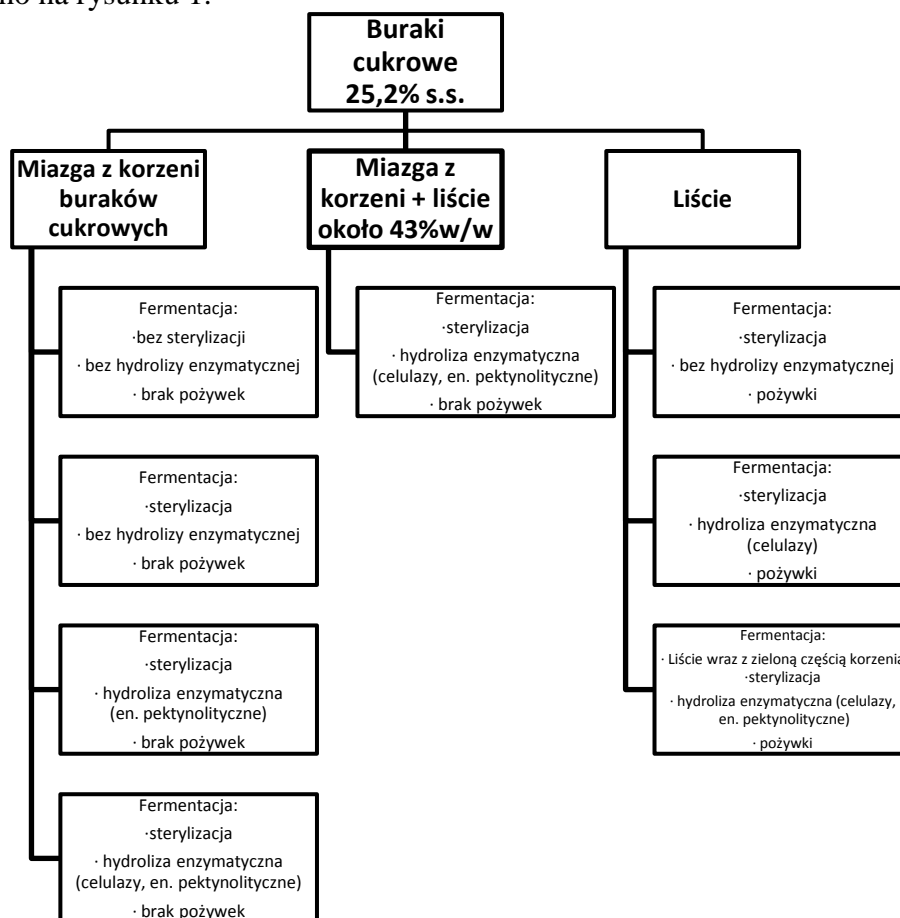 no na rysunku 1.
Buraki
cukrowe
25,2% s.s.
Miazga z korzeni
buraków
cukrowych
Fermentacja:
·bez sterylizacji
· bez hydrolizy enzymatycznej
· brak pożywek
Fermentacja:
·sterylizacja
· bez hydrolizy enzymatycznej
· brak pożywek
Fermentacja:
·sterylizacja
· hydroliza enzymatyczna
(en. pektynolityczne)
· brak pożywek
Fermentacja:
·sterylizacja
· hydroliza enzymatyczna
(celulazy, en. pektynolityczne)
· brak pożywek
Miazga z
korzeni + liście
około 43%w/w
Fermentacja:
·sterylizacja
· hydroliza enzymatyczna
(celulazy, en. pektynolityczne)
· brak pożywek
Liście
Fermentacja:
·sterylizacja
· bez hydrolizy enzymatycznej
· pożywki
Fermentacja:
·sterylizacja
· hydroliza enzymatyczna
(celulazy)
· pożywki
Fermentacja:
· Liście wraz z zieloną częścią korzenia
·sterylizacja
· hydroliza enzymatyczna (celulazy,
en. pektynolityczne)
· pożywki